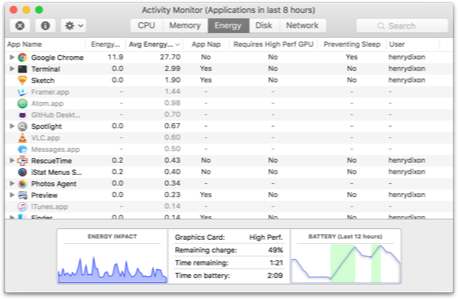 Activity Monitor (Applications in last 8 hours)
CPU Memory Energy Disk Network Search
App Name Energy... Avg Energy... App Nap Requires High Perf GPU Preventing Sleep User
Google Chrome 11.9 27.70 No No Yes henrydixon
Terminal 0.0 2.99 Yes No No henrydixon
Sketch 0.0 1.90 Yes No No henrydixon
Framer.app - 1.44 - - - -
Atom.app - 0.98 - - - -
GitHub Deskt... - 0.70 - - - -
Spotlight 0.0 0.67 - - - henrydixon
VLC.app - 0.60 - - - -
Messages.app - 0.50 - - - -
RescueTime 0.2 0.43 No No No henrydixon
iStat Menus S... 0.2 0.40 No No No henrydixon
Photos Agent 0.0 0.34 - - - henrydixon
Preview 0.0 0.23 Yes No No henrydixon
iTunes.app - 0.14 - - - -
Finder 0.0 0.14 Yes No No henrydixon
ENERGY IMPACT
Graphics Card: High Perf.
Remaining charge: 49%
Time remaining: 1:21
Time on battery: 2:09
BATTERY (Last 12 hours)